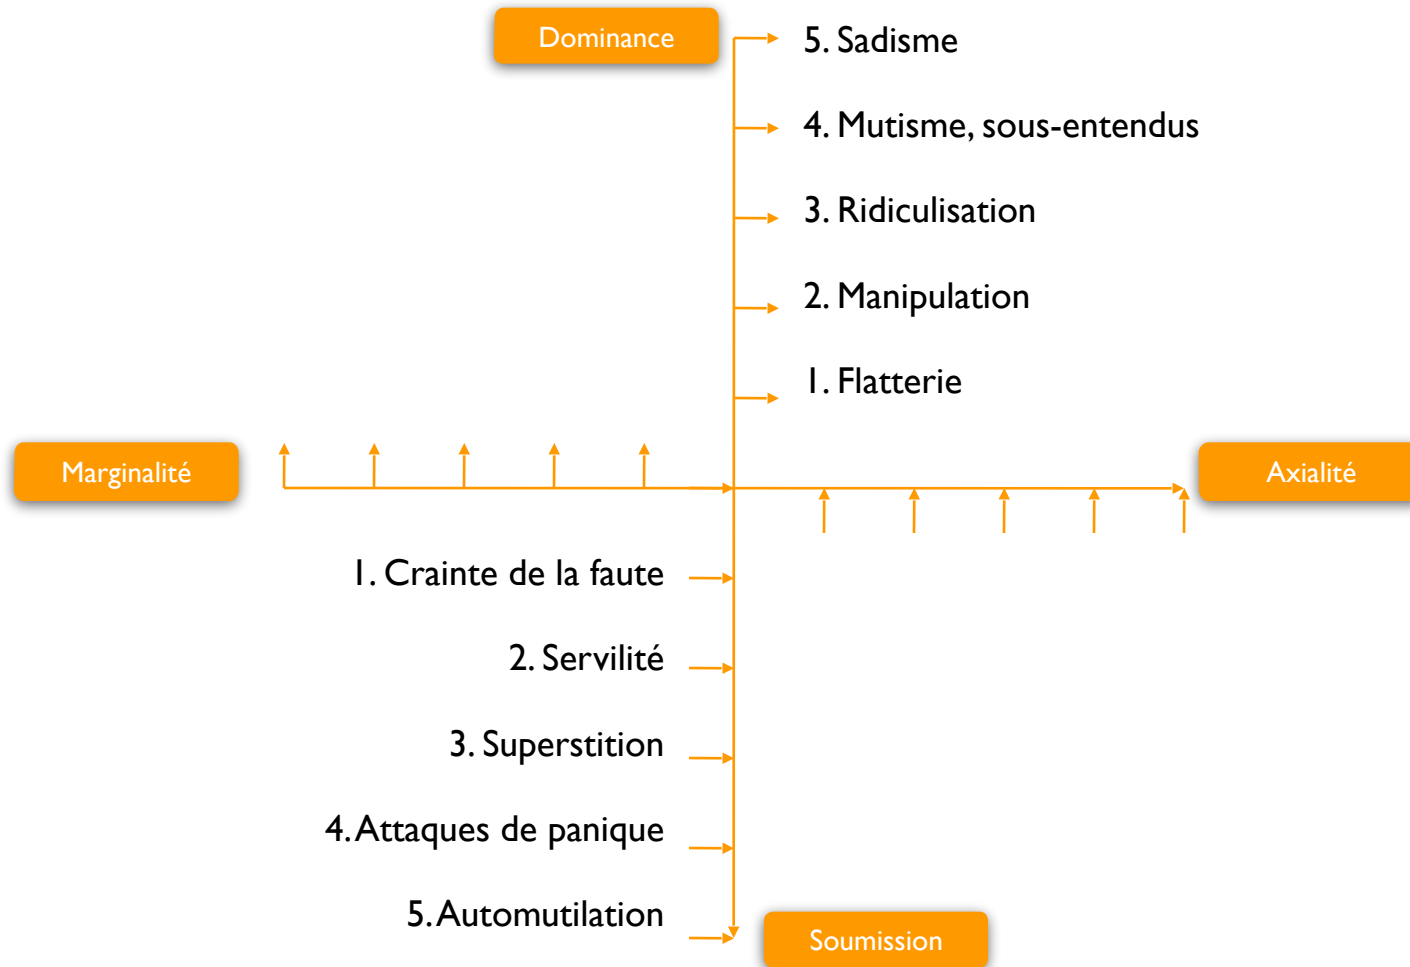 Dominance
5. Sadisme
4. Mutisme, sous-entendus
3. Ridiculisation
2. Manipulation
1. Flatterie
Marginalité
Axialité
1. Crainte de la faute
2. Servilité
3. Superstition
4. Attaques de panique
5. Automutilation
Soumission